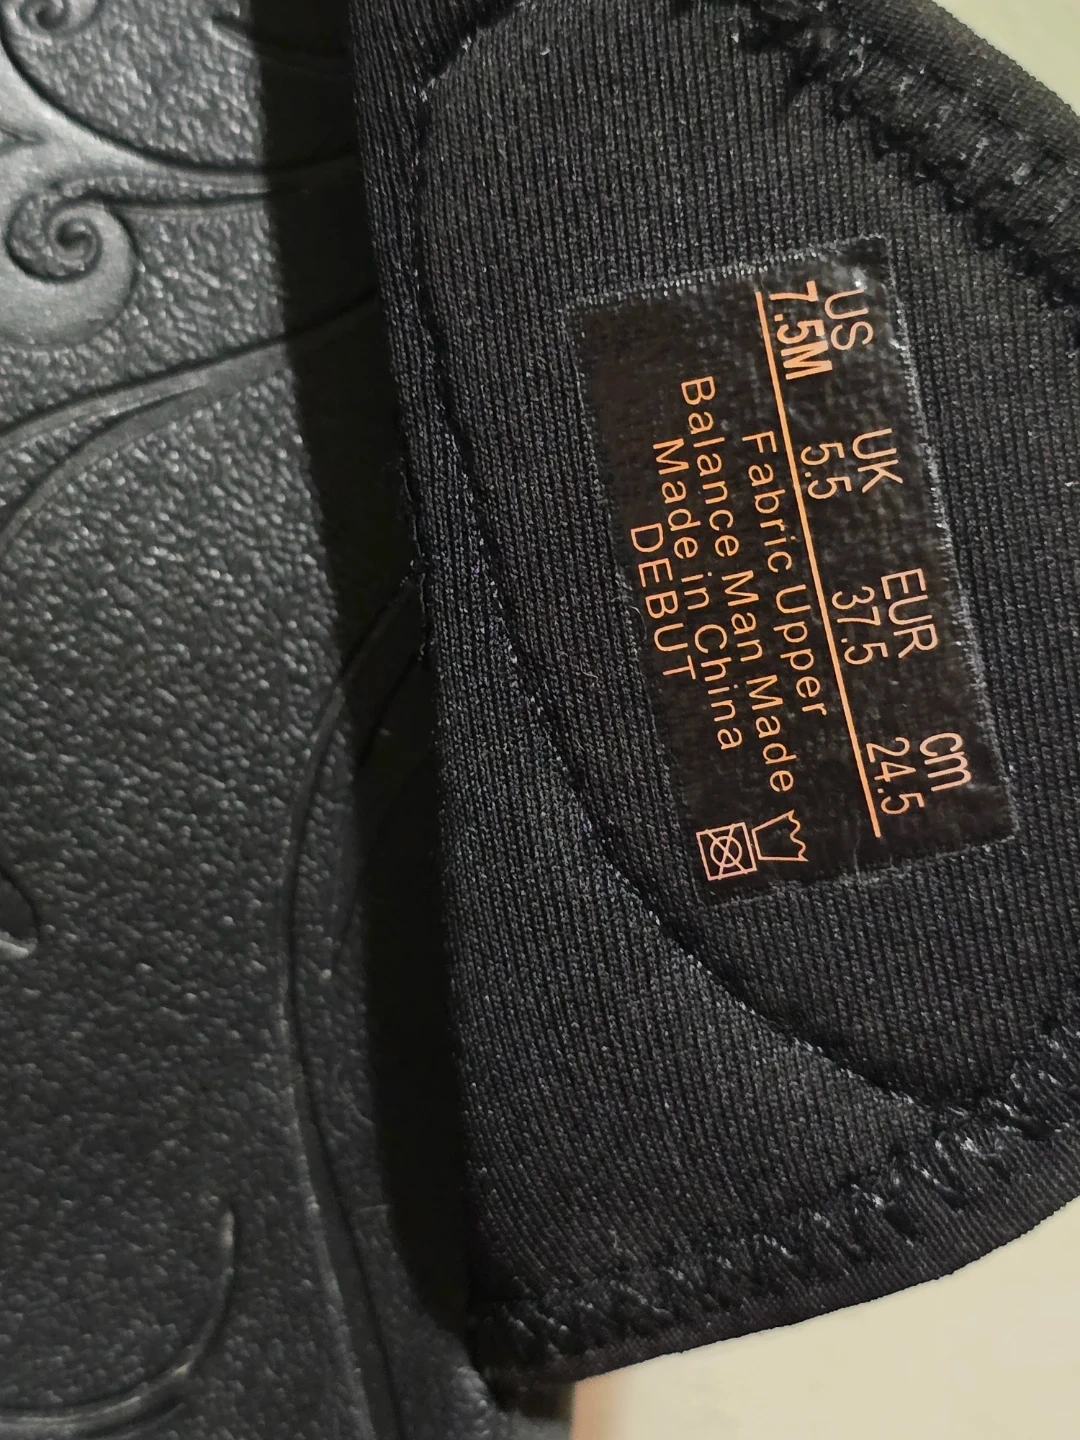 US UK EUR cm
7.5M 5.5 37.5 24.5
Fabric Upper
Balance Man Made
Made in China
DEBUT